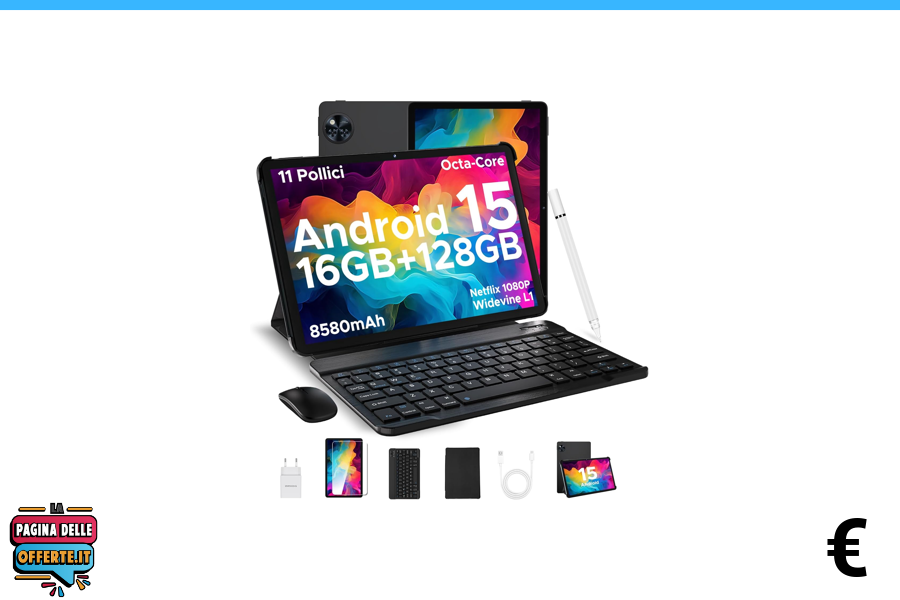 11 Pollici
Octa-Core
Android 15
16GB+128GB
Netflix 1080P
Widevine L1
8580mAh
15
LA
PAGINA DELLE
OFFERTE.IT
€